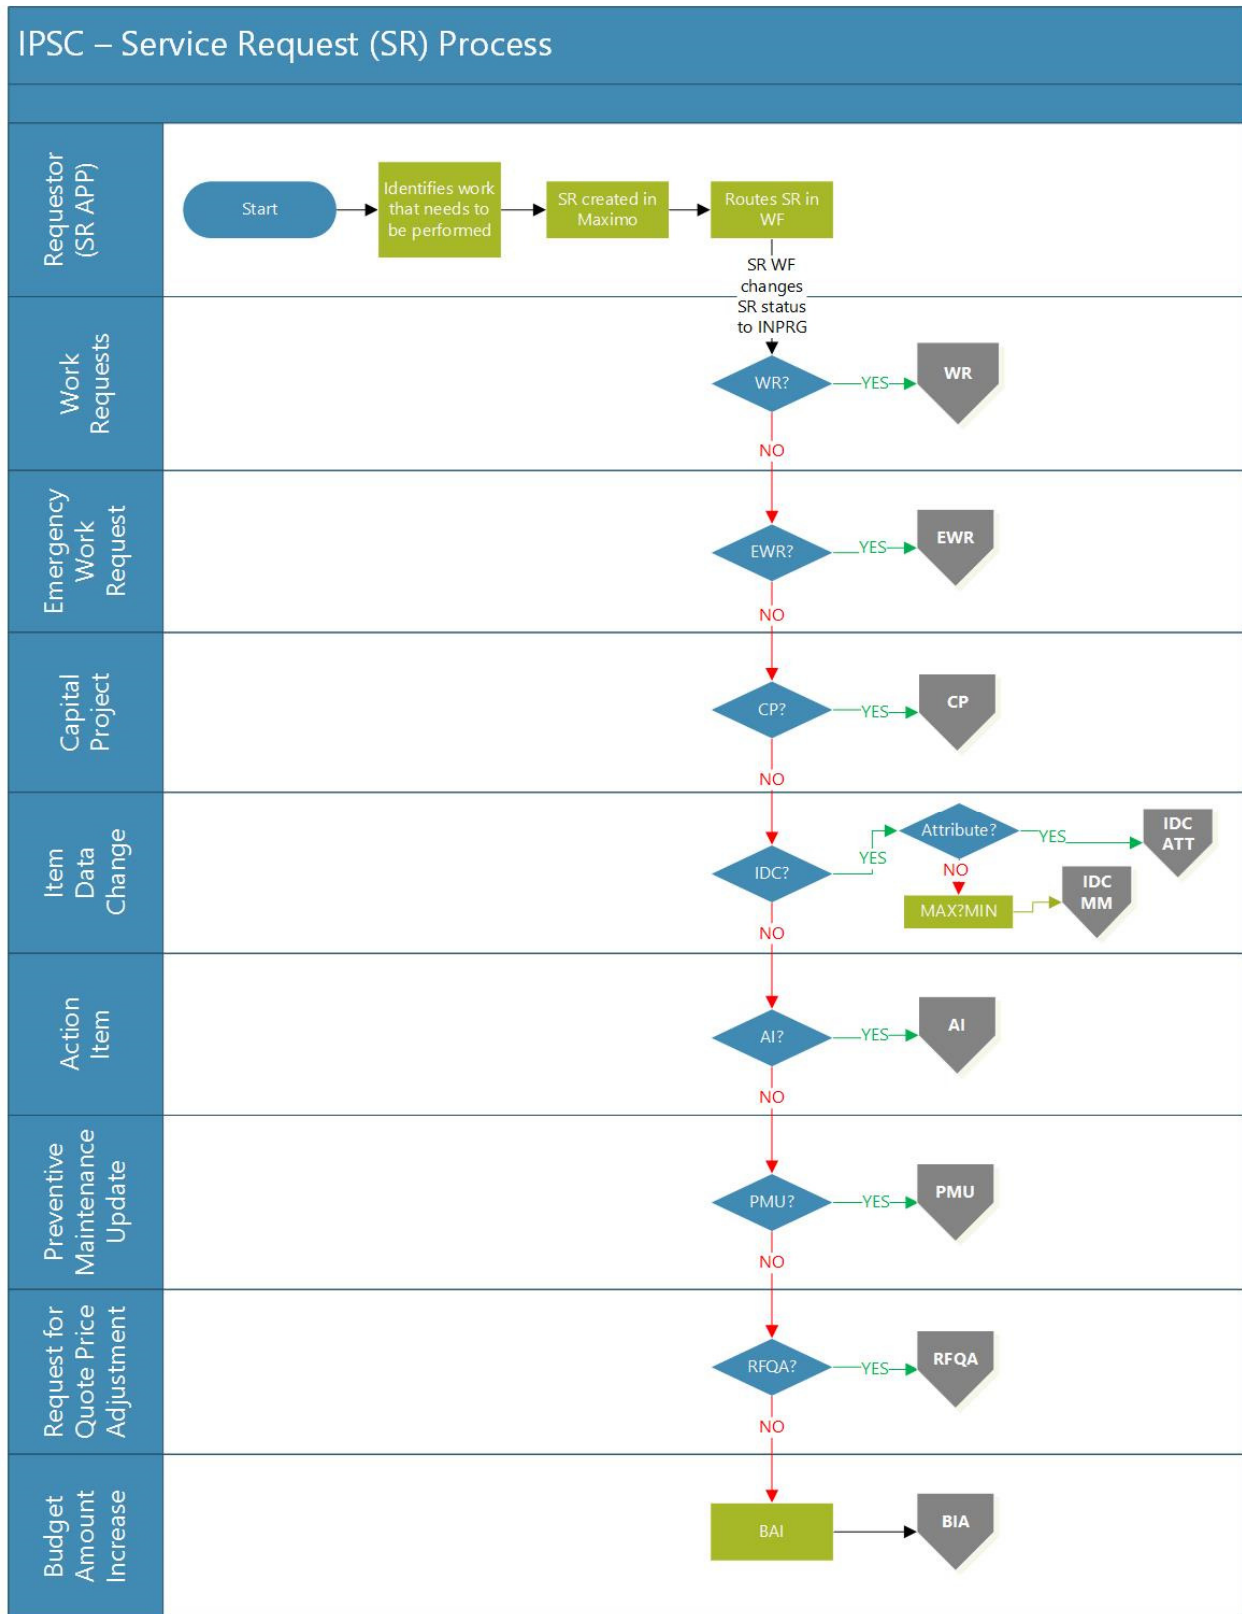 IPSC – Service Request (SR) Process
Requestor
(SR APP)
Start
Identifies work
that needs to
be performed
SR created in
Maximo
Routes SR in
WF
SR WF
changes
SR status
to INPRG
Work
Requests
WR?
YES
WR
NO
Emergency
Work
Request
EWR?
YES
EWR
NO
Capital
Project
CP?
YES
CP
NO
Item
Data
Change
IDC?
YES
Attribute?
YES
IDC
ATT
NO
MAX?MIN
IDC
MM
NO
Action
Item
AI?
YES
AI
NO
Preventive
Maintenance
Update
PMU?
YES
PMU
NO
Request for
Quote Price
Adjustment
RFQA?
YES
RFQA
NO
Budget
Amount
Increase
BAI
BIA